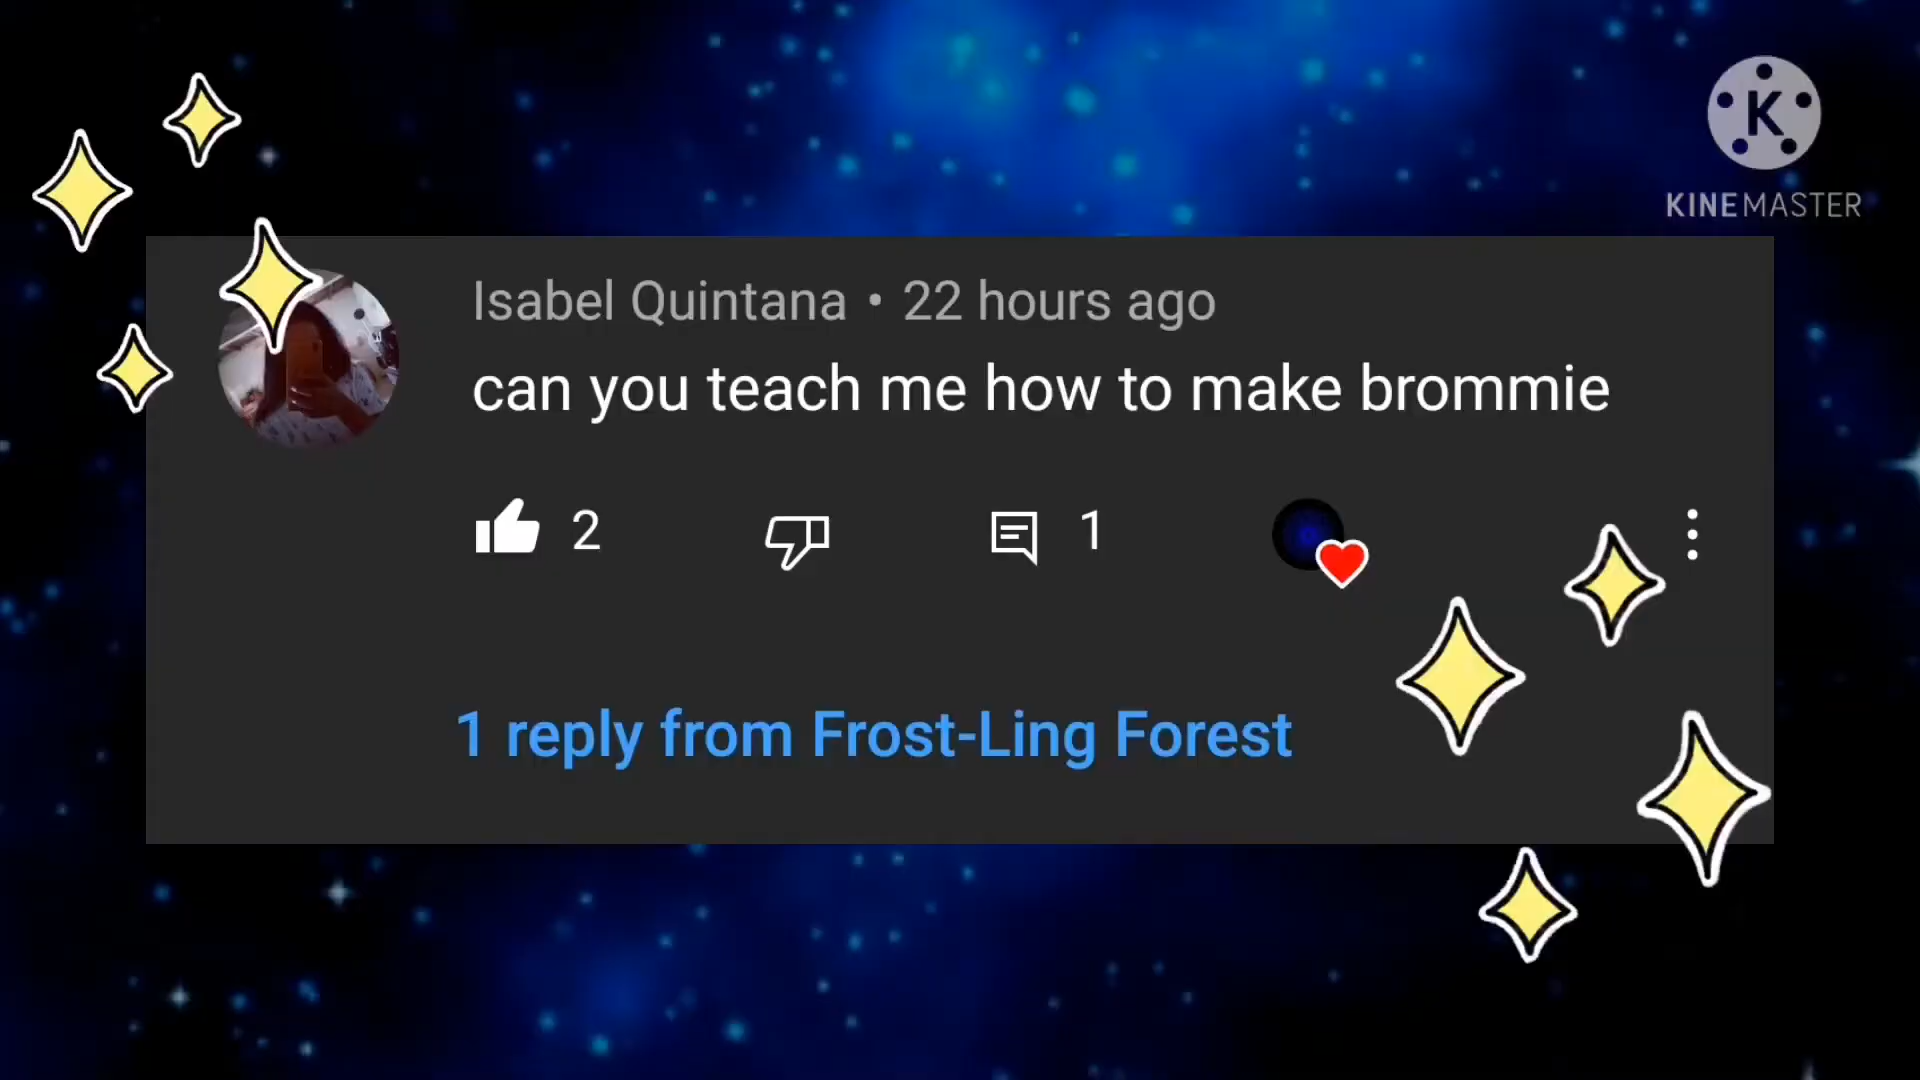 K
KINEMASTER
Isabel Quintana • 22 hours ago
can you teach me how to make brommie
2
1
1 reply from Frost-Ling Forest